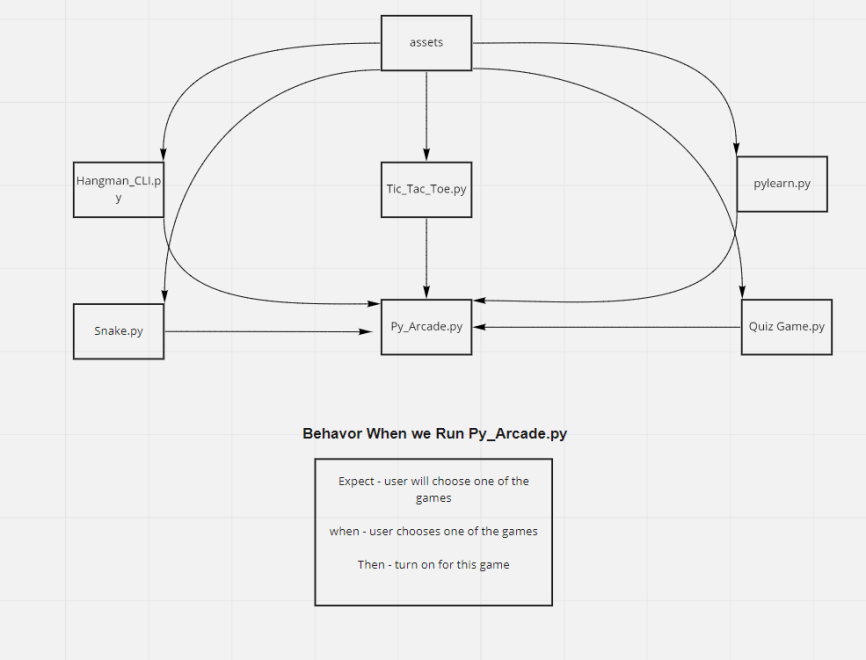 assets
Hangman_CLI.p
y
Tic_Tac_Toe.py
pylearn.py
Snake.py
Py_Arcade.py
Quiz Game.py
Behavor When we Run Py_Arcade.py
Expect - user will choose one of the
games
when - user chooses one of the games
Then - turn on for this game